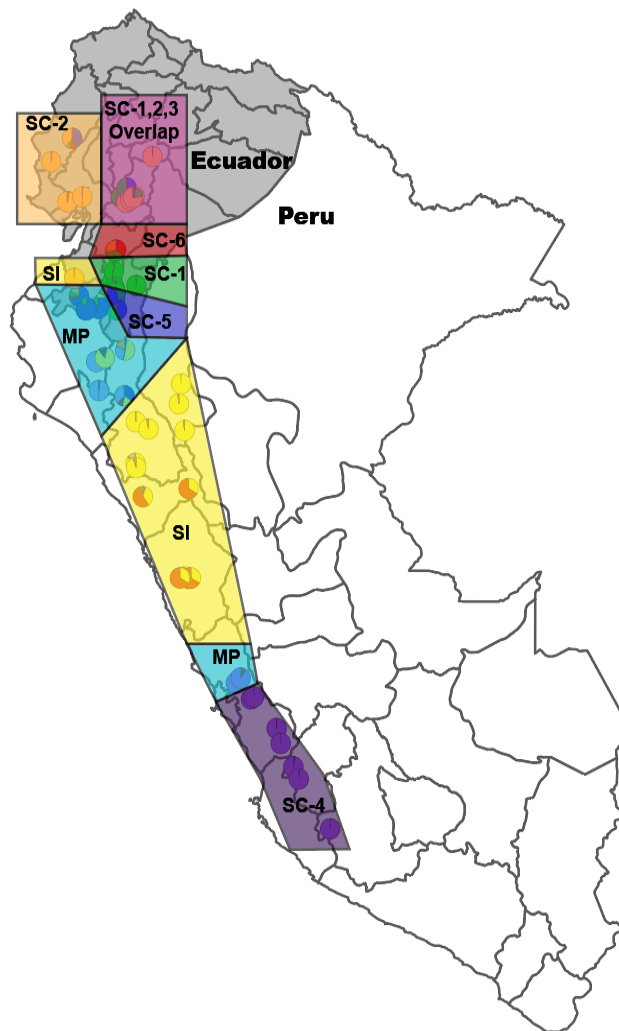 SC-1,2,3
Overlap
SC-2
Ecuador
Peru
SC-6
SI
SC-1
SC-5
MP
SI
MP
SC-4